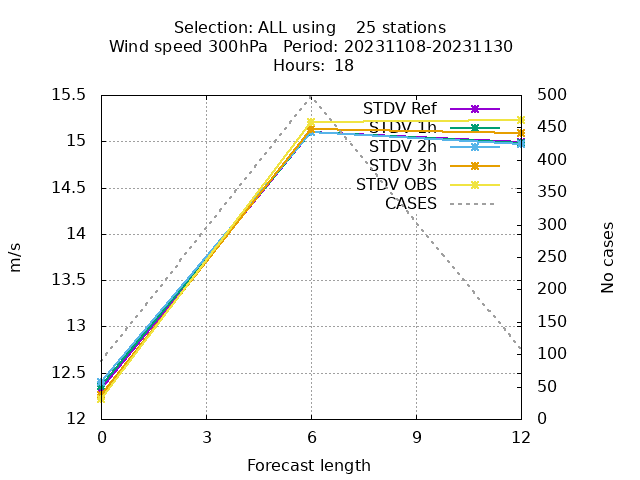 Selection: ALL using    25 stations
Wind speed 300hPa   Period: 20231108-20231130
Hours:  18
15.5
15
14.5
14
13.5
13
12.5
12
500
450
400
350
300
250
200
150
100
50
0
STDV Ref
STDV 1h
STDV 2h
STDV 3h
STDV OBS
CASES
m/s
No cases
0
3
6
9
12
Forecast length